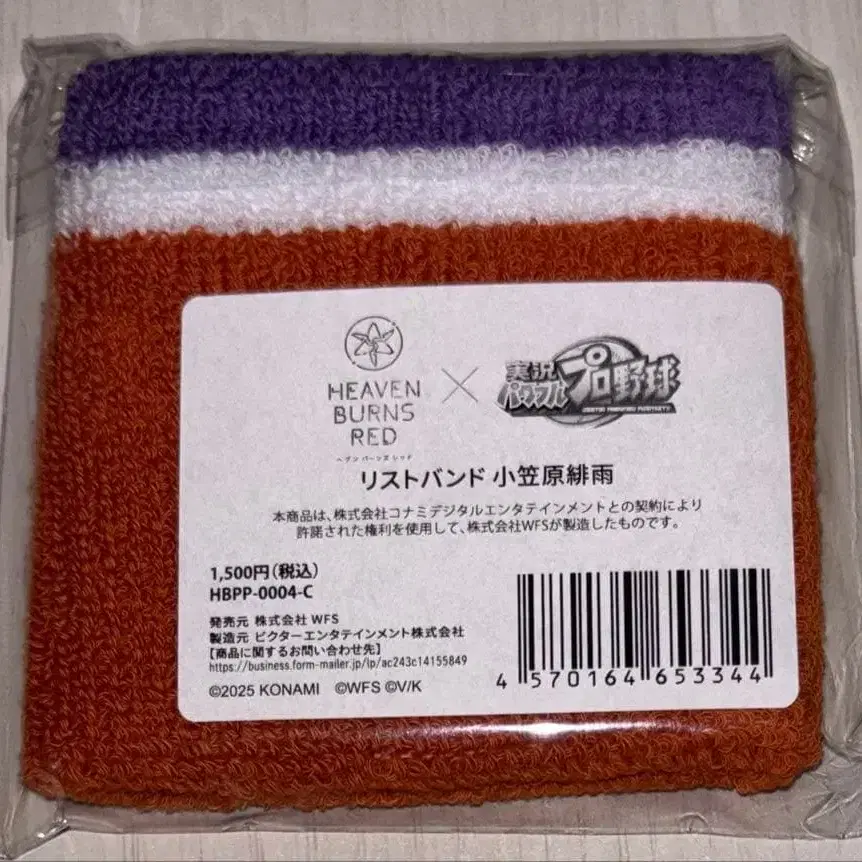 HEAVEN
BURNS
RED
ヘブンバーンズレッド
×
実況
パワフル
プロ野球
リストバンド 小笠原緋雨
本商品は、株式会社コナミデジタルエンタテインメントとの契約により
許諾された権利を使用して、株式会社WFSが製造したものです。
1,500円(税込)
HBPP-0004-C
発売元 株式会社 WFS
製造元 ビクターエンタテインメント株式会社
【商品に関するお問い合わせ先】
https://business.form-mailer.jp/lp/ac243c14155849
©2025 KONAMI ©WFS ©V/K
4 570164 653344